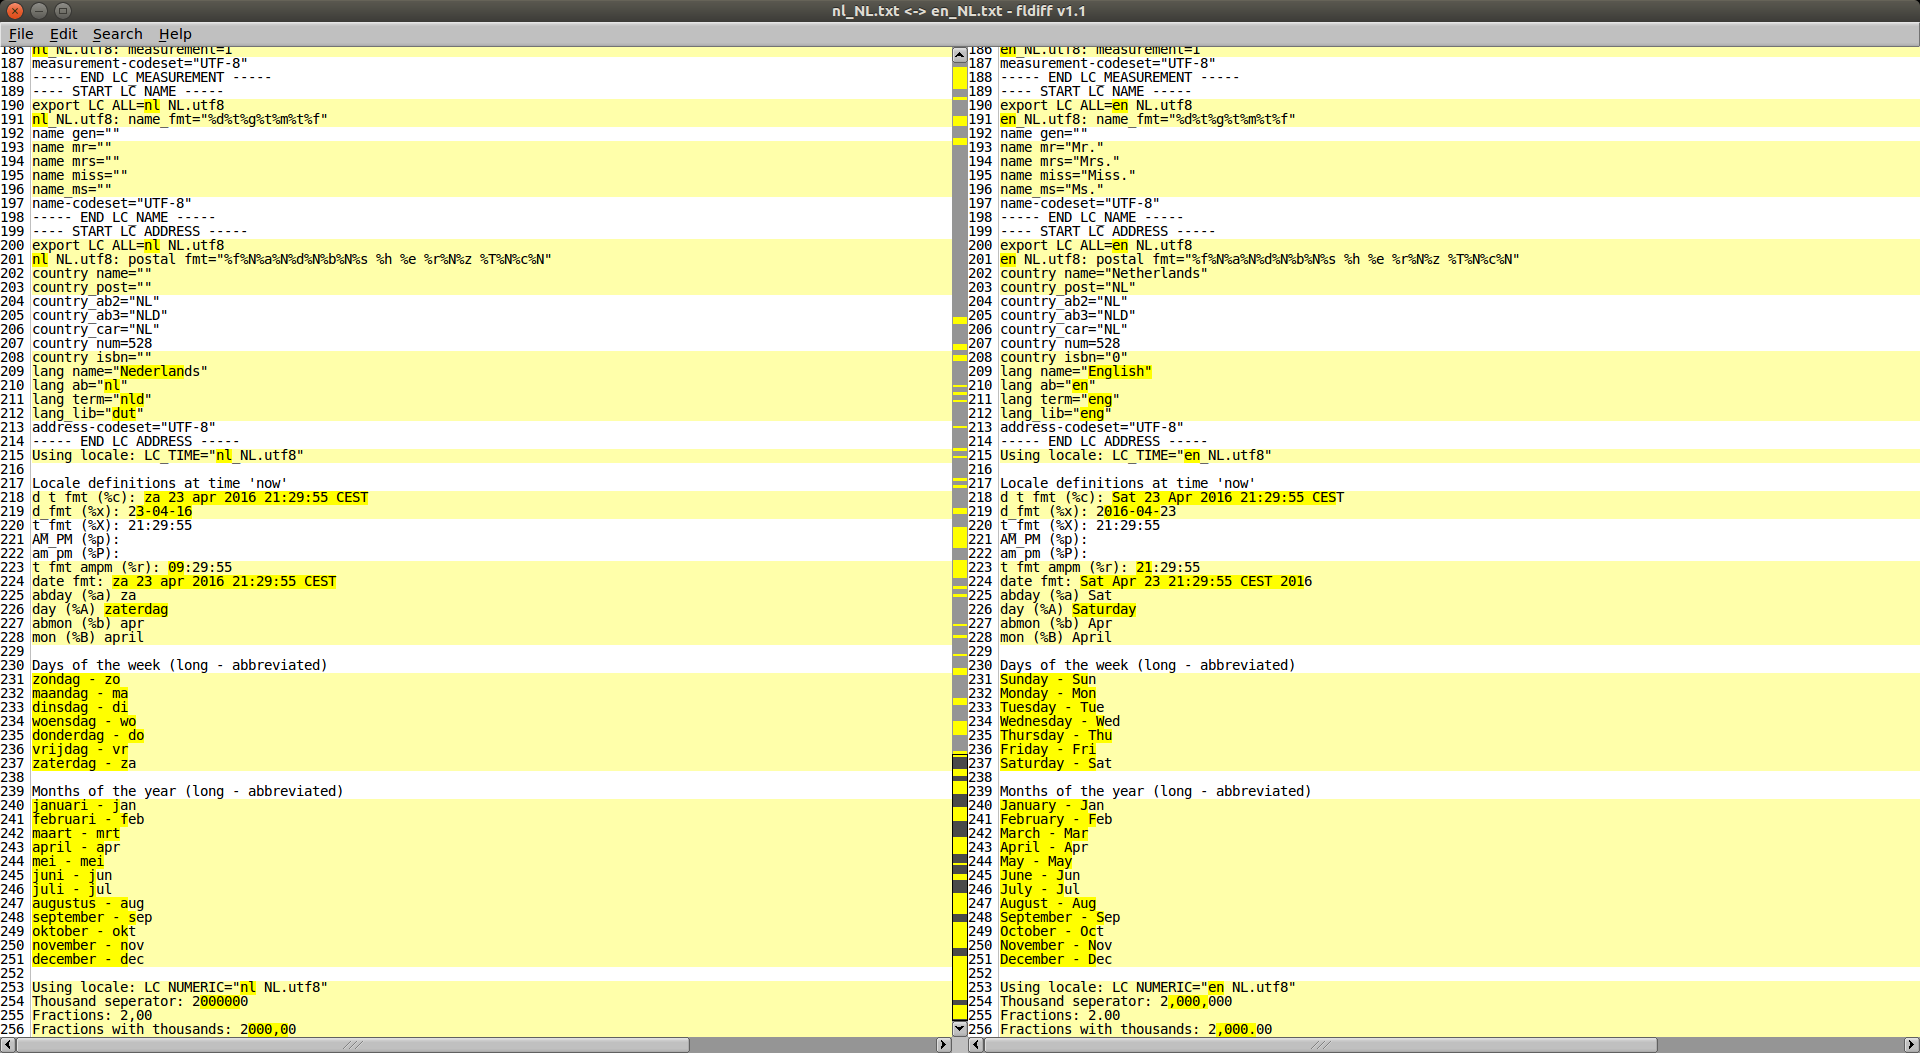 nl_NL.txt <-> en_NL.txt - fldiff v1.1
File Edit Search Help
186 nl_NL.utf8: measurement=1
187 measurement-codeset="UTF-8"
188 ----- END LC_MEASUREMENT -----
189 ---- START LC_NAME -----
190 export LC_ALL=nl_NL.utf8
191 nl_NL.utf8: name_fmt="%d%t%g%t%m%t%f"
192 name_gen=""
193 name_mr=""
194 name_mrs=""
195 name_miss=""
196 name_ms=""
197 name-codeset="UTF-8"
198 ----- END LC_NAME -----
199 ---- START LC_ADDRESS -----
200 export LC_ALL=nl_NL.utf8
201 nl_NL.utf8: postal_fmt="%f%N%a%N%d%N%b%N%s %h %e %r%N%z %T%N%c%N"
202 country_name=""
203 country_post=""
204 country_ab2="NL"
205 country_ab3="NLD"
206 country_car="NL"
207 country_num=528
208 country_isbn=""
209 lang_name="Nederlands"
210 lang_ab="nl"
211 lang_term="nld"
212 lang_lib="dut"
213 address-codeset="UTF-8"
214 ----- END LC_ADDRESS -----
215 Using locale: LC_TIME="nl_NL.utf8"
216
217 Locale definitions at time 'now'
218 d_t_fmt (%c): za 23 apr 2016 21:29:55 CEST
219 d_fmt (%x): 23-04-16
220 t_fmt (%X): 21:29:55
221 AM_PM (%p):
222 am_pm (%P):
223 t_fmt_ampm (%r): 09:29:55
224 date_fmt: za 23 apr 2016 21:29:55 CEST
225 abday (%a) za
226 day (%A) zaterdag
227 abmon (%b) apr
228 mon (%B) april
229
230 Days of the week (long - abbreviated)
231 zondag - zo
232 maandag - ma
233 dinsdag - di
234 woensdag - wo
235 donderdag - do
236 vrijdag - vr
237 zaterdag - za
238
239 Months of the year (long - abbreviated)
240 januari - jan
241 februari - feb
242 maart - mrt
243 april - apr
244 mei - mei
245 juni - jun
246 juli - jul
247 augustus - aug
248 september - sep
249 oktober - okt
250 november - nov
251 december - dec
252
253 Using locale: LC_NUMERIC="nl_NL.utf8"
254 Thousand seperator: 2000000
255 Fractions: 2,00
256 Fractions with thousands: 2000,00
186 en_NL.utf8: measurement=1
187 measurement-codeset="UTF-8"
188 ----- END LC_MEASUREMENT -----
189 ---- START LC_NAME -----
190 export LC_ALL=en_NL.utf8
191 en_NL.utf8: name_fmt="%d%t%g%t%m%t%f"
192 name_gen=""
193 name_mr="Mr."
194 name_mrs="Mrs."
195 name_miss="Miss."
196 name_ms="Ms."
197 name-codeset="UTF-8"
198 ----- END LC_NAME -----
199 ---- START LC_ADDRESS -----
200 export LC_ALL=en_NL.utf8
201 en_NL.utf8: postal_fmt="%f%N%a%N%d%N%b%N%s %h %e %r%N%z %T%N%c%N"
202 country_name="Netherlands"
203 country_post="NL"
204 country_ab2="NL"
205 country_ab3="NLD"
206 country_car="NL"
207 country_num=528
208 country_isbn="0"
209 lang_name="English"
210 lang_ab="en"
211 lang_term="eng"
212 lang_lib="eng"
213 address-codeset="UTF-8"
214 ----- END LC_ADDRESS -----
215 Using locale: LC_TIME="en_NL.utf8"
216
217 Locale definitions at time 'now'
218 d_t_fmt (%c): Sat 23 Apr 2016 21:29:55 CEST
219 d_fmt (%x): 2016-04-23
220 t_fmt (%X): 21:29:55
221 AM_PM (%p):
222 am_pm (%P):
223 t_fmt_ampm (%r): 21:29:55
224 date_fmt: Sat Apr 23 21:29:55 CEST 2016
225 abday (%a) Sat
226 day (%A) Saturday
227 abmon (%b) Apr
228 mon (%B) April
229
230 Days of the week (long - abbreviated)
231 Sunday - Sun
232 Monday - Mon
233 Tuesday - Tue
234 Wednesday - Wed
235 Thursday - Thu
236 Friday - Fri
237 Saturday - Sat
238
239 Months of the year (long - abbreviated)
240 January - Jan
241 February - Feb
242 March - Mar
243 April - Apr
244 May - May
245 June - Jun
246 July - Jul
247 August - Aug
248 September - Sep
249 October - Oct
250 November - Nov
251 December - Dec
252
253 Using locale: LC_NUMERIC="en_NL.utf8"
254 Thousand seperator: 2,000,000
255 Fractions: 2.00
256 Fractions with thousands: 2,000.00